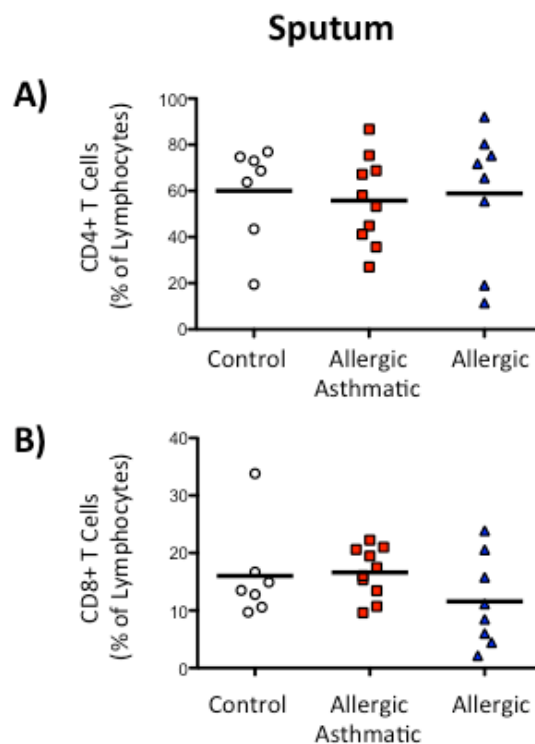 Sputum
A)
CD4+ T Cells
(% of Lymphocytes)
100
80
60
40
20
0
Control
Allergic
Asthmatic
Allergic
B)
CD8+ T Cells
(% of Lymphocytes)
40
30
20
10
0
Control
Allergic
Asthmatic
Allergic